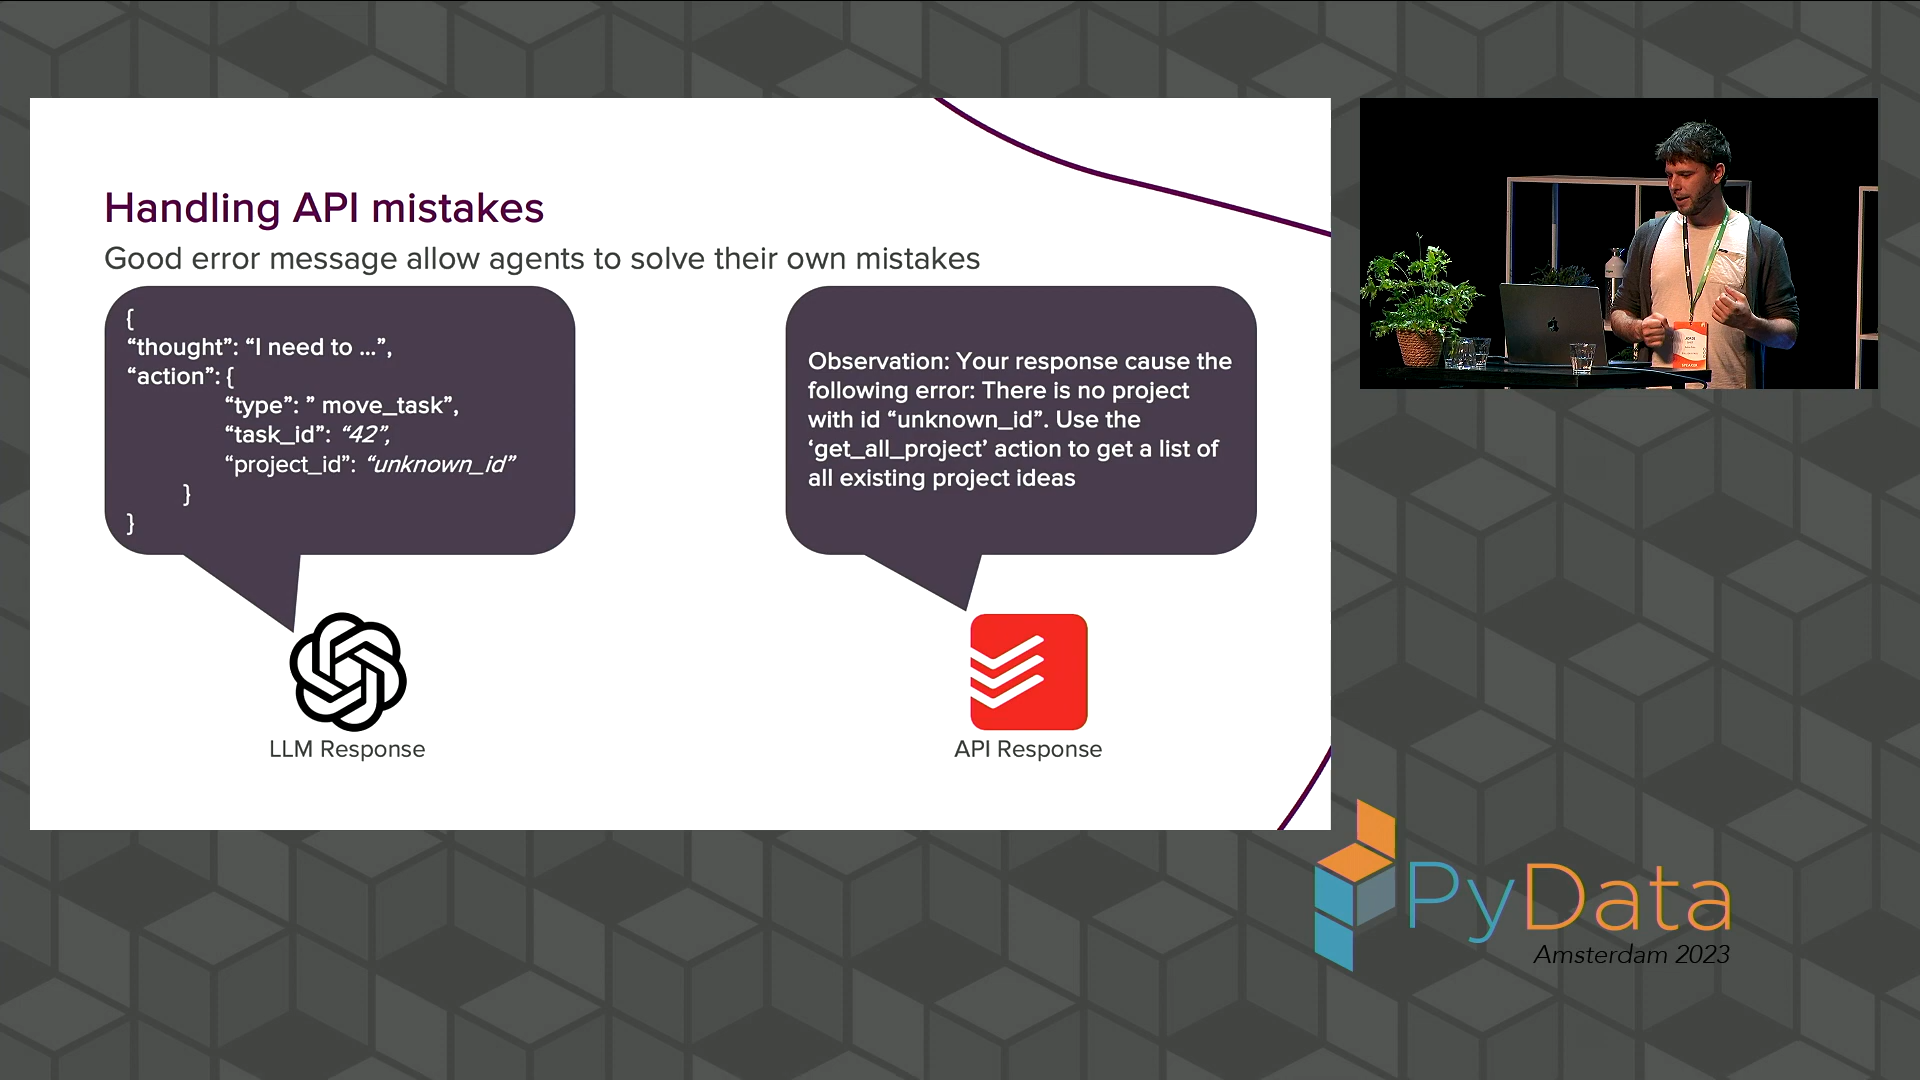 Handling API mistakes
Good error message allow agents to solve their own mistakes
{
“thought”: “I need to ...”,
“action”: {
“type”: ” move_task”,
“task_id”: “42”,
“project_id”: “unknown_id”
}
}
LLM Response
Observation: Your response cause the
following error: There is no project
with id “unknown_id”. Use the
‘get_all_project’ action to get a list of
all existing project ideas
API Response
PyData
Amsterdam 2023